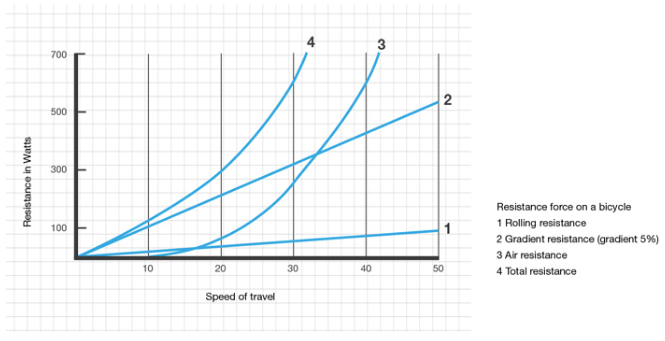 4
3
700
2
500
Resistance in Watts
300
100
1
10 20 30 40 50
Speed of travel
Resistance force on a bicycle
1 Rolling resistance
2 Gradient resistance (gradient 5%)
3 Air resistance
4 Total resistance